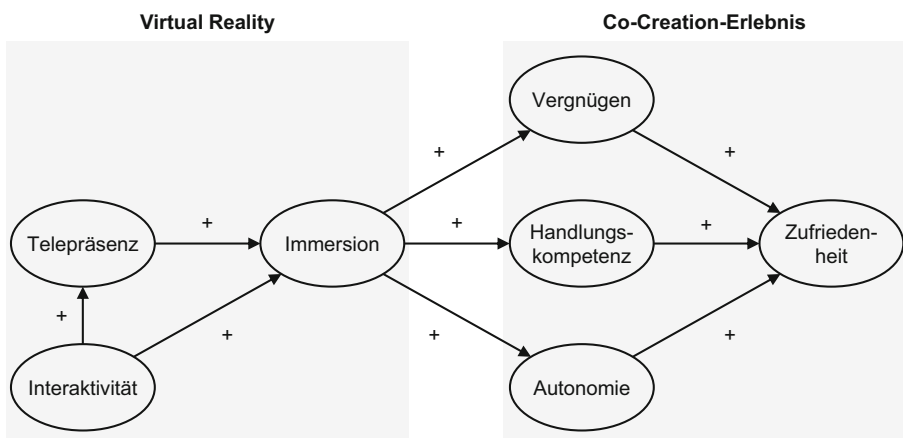 Virtual Reality
Co-Creation-Erlebnis
Vergnügen
+
+
Telepräsenz
+
Immersion
+
Handlungs-
kompetenz
+
Zufrieden-
heit
+
+
+
+
Interaktivität
Autonomie